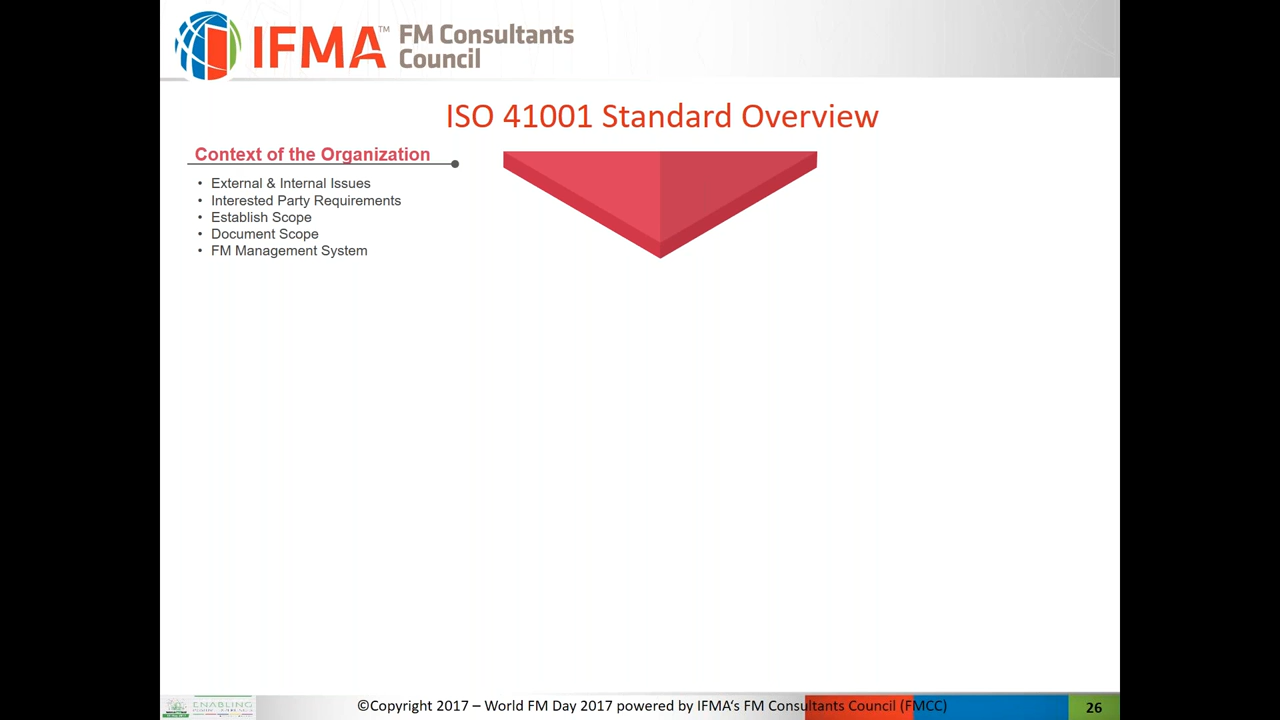 IFMA™ FM Consultants
Council
ISO 41001 Standard Overview
Context of the Organization
• External & Internal Issues
• Interested Party Requirements
• Establish Scope
• Document Scope
• FM Management System
ENABLING
©Copyright 2017 – World FM Day 2017 powered by IFMA‘s FM Consultants Council (FMCC)
26